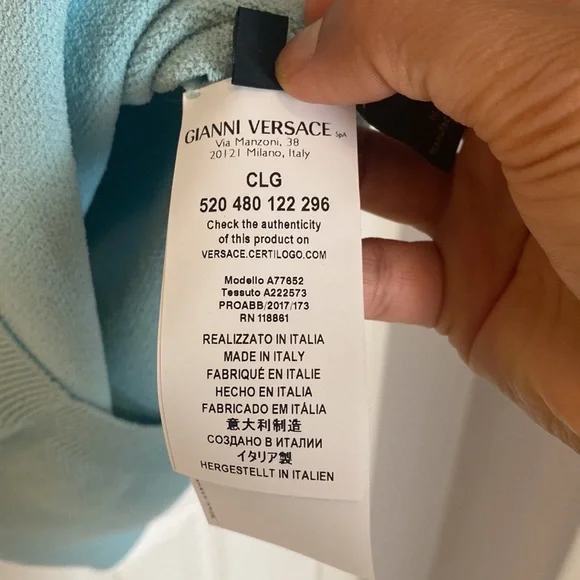 GIANNI VERSACE SpA
Via Manzoni, 38
20121 Milano, Italy
CLG
520 480 122 296
Check the authenticity
of this product on
VERSACE.CERTILOGO.COM
Modello A77652
Tessuto A222573
PROABB/2017/173
RN 118861
REALIZZATO IN ITALIA
MADE IN ITALY
FABRIQUÉ EN ITALIE
HECHO EN ITALIA
FABRICADO EM ITÁLIA
意大利制造
СОЗДАНО В ИТАЛИИ
イタリア製
HERGESTELLT IN ITALIEN